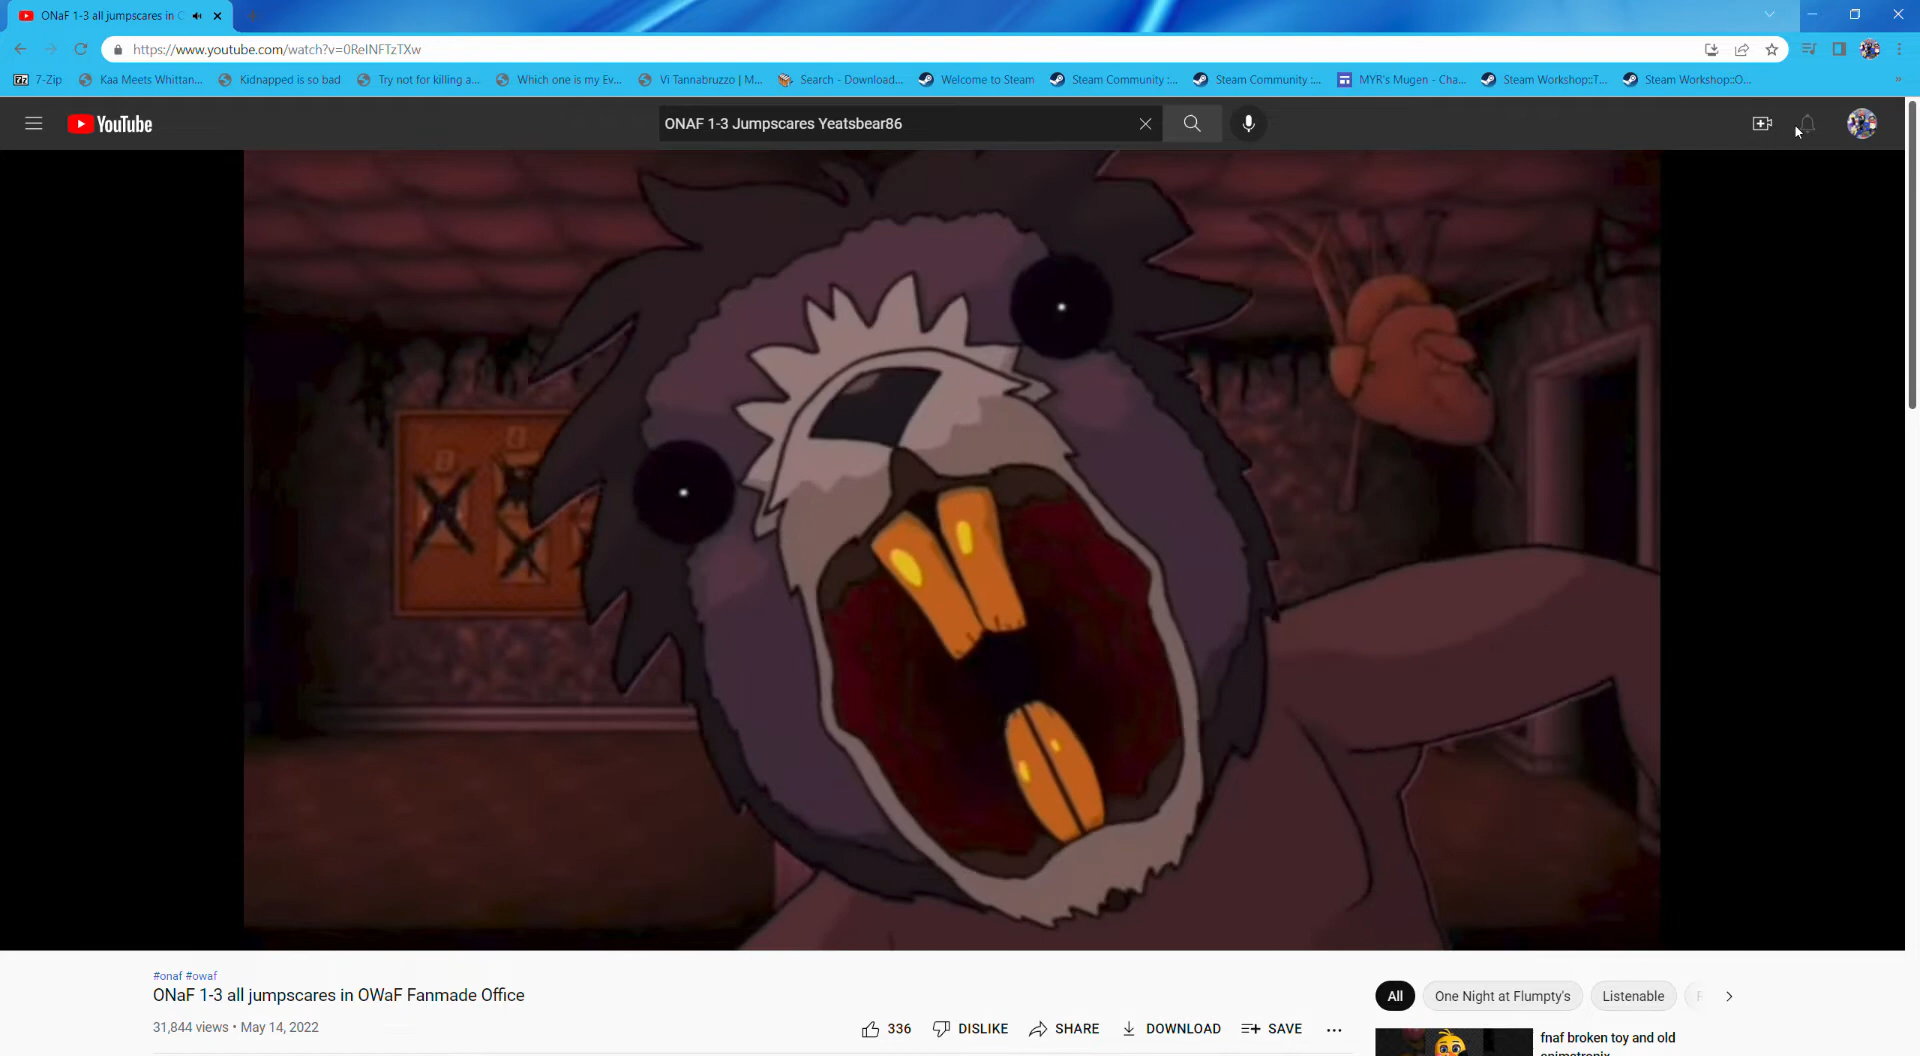 ONaF 1-3 all jumpscares in
https://www.youtube.com/watch?v=0ReINFTzTXw
7-Zip
Kaa Meets Whittan...
Kidnapped is so bad
Try not for killing a...
Which one is my Ev...
Vi Tannabruzzo | M...
Search - Download...
Welcome to Steam
Steam Community :...
Steam Community :...
MYR's Mugen - Cha...
Steam Workshop::T...
Steam Workshop::O...
»
YouTube
ONAF 1-3 Jumpscares Yeatsbear86
#onaf #owaf
ONaF 1-3 all jumpscares in OWaF Fanmade Office
31,844 views • May 14, 2022
336
DISLIKE
SHARE
DOWNLOAD
SAVE
All
One Night at Flumpty's
Listenable
fnaf broken toy and old